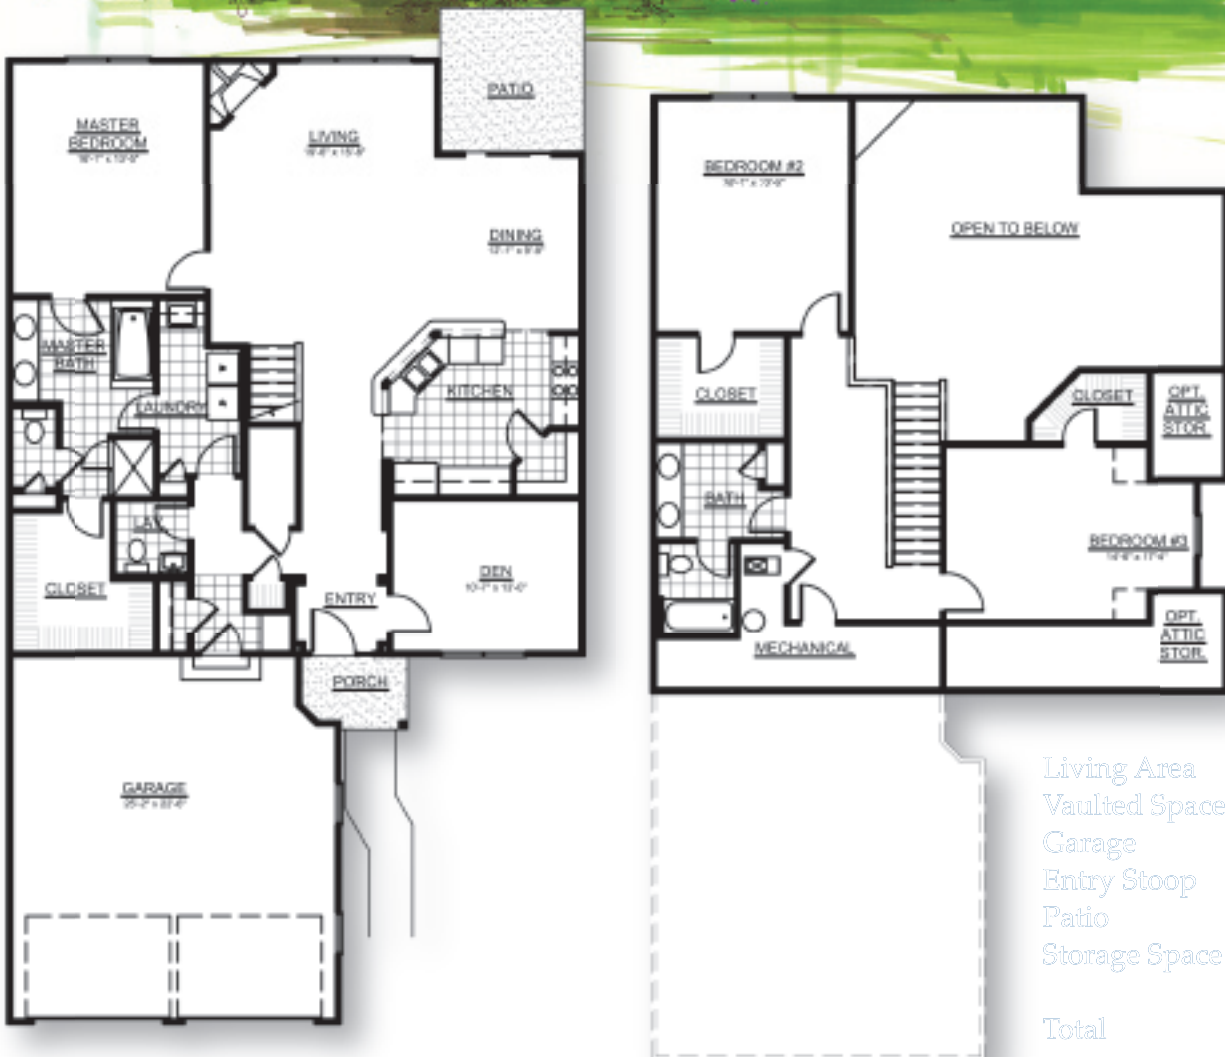 PATIO
MASTER
BEDROOM
LIVING
DINING
MASTER
BATH
LAUNDRY
KITCHEN
LAV.
CLOSET
ENTRY
DEN
PORCH
GARAGE
BEDROOM #2
OPEN TO BELOW
CLOSET
CLOSET
OPT.
ATTIC
STOR.
BATH
BEDROOM #3
MECHANICAL
OPT.
ATTIC
STOR.
Living Area
Vaulted Space
Garage
Entry Stoop
Patio
Storage Space
Total